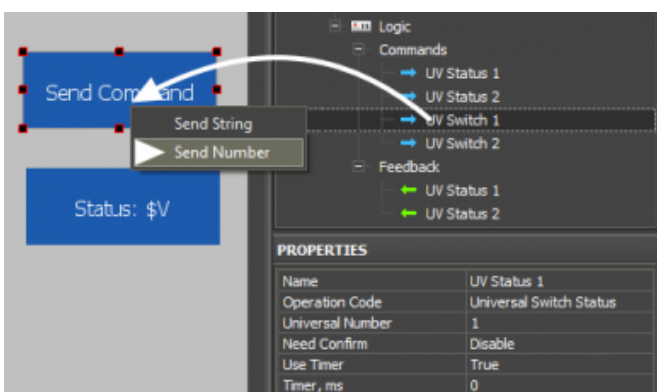 Send Command
Send String
Send Number
Status: $V
Logic
Commands
UV Status 1
UV Status 2
UV Switch 1
UV Switch 2
Feedback
UV Status 1
UV Status 2
PROPERTIES
Name UV Status 1
Operation Code Universal Switch Status
Universal Number 1
Need Confirm Disable
Use Timer True
Timer, ms 0